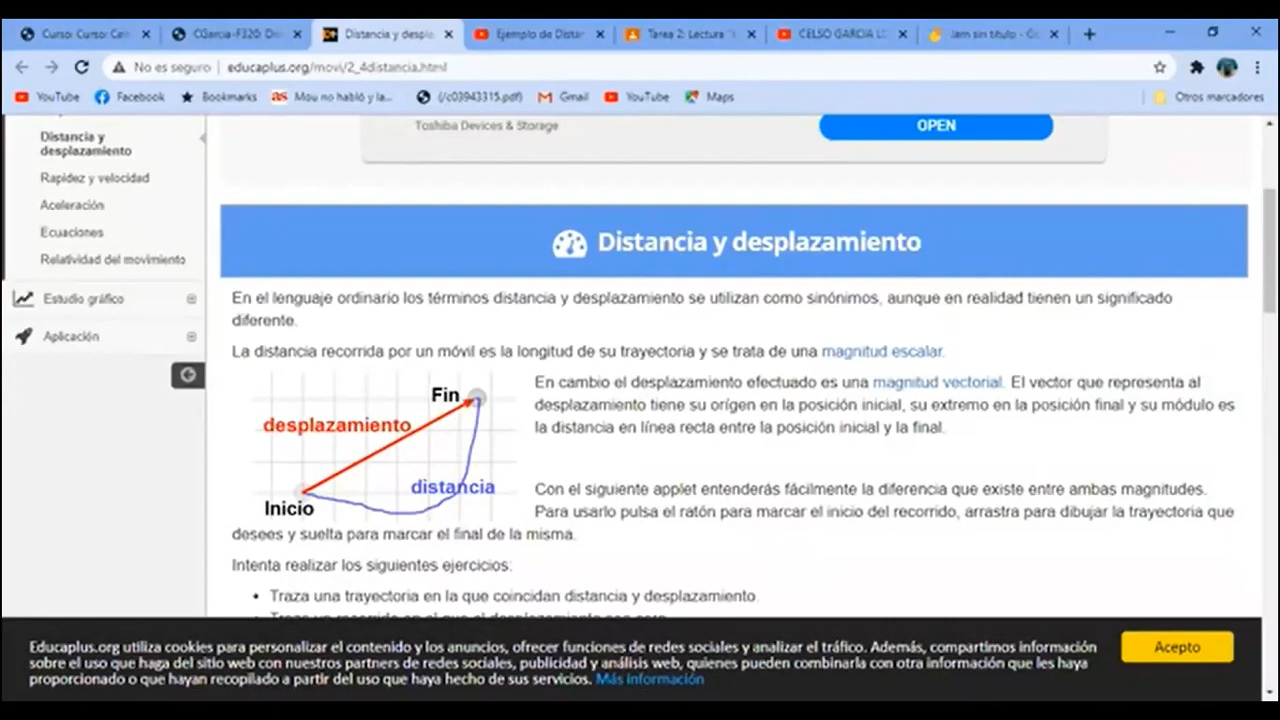 Curso: Curso: Cen
CGarcia-F320: Di
Distancia y despla
Ejemplo de Distan
Tarea 2: Lectura "I
CELSO GARCIA LO
Jam sin título - Go
No es seguro | educaplus.org/movi/2_4distancia.html
YouTube
Facebook
Bookmarks
Mou no habló y la...
(/c03943315.pdf)
Gmail
YouTube
Maps
Otros marcadores
Distancia y
desplazamiento
Rapidez y velocidad
Aceleración
Ecuaciones
Relatividad del movimiento
Estudio gráfico
Aplicación
Toshiba Devices & Storage
OPEN
Distancia y desplazamiento
En el lenguaje ordinario los términos distancia y desplazamiento se utilizan como sinónimos, aunque en realidad tienen un significado
diferente.
La distancia recorrida por un móvil es la longitud de su trayectoria y se trata de una magnitud escalar.
Fin
desplazamiento
distancia
Inicio
En cambio el desplazamiento efectuado es una magnitud vectorial. El vector que representa al
desplazamiento tiene su orígen en la posición inicial, su extremo en la posición final y su módulo es
la distancia en línea recta entre la posición inicial y la final.
Con el siguiente applet entenderás fácilmente la diferencia que existe entre ambas magnitudes.
Para usarlo pulsa el ratón para marcar el inicio del recorrido, arrastra para dibujar la trayectoria que
desees y suelta para marcar el final de la misma.
Intenta realizar los siguientes ejercicios:
• Traza una trayectoria en la que coincidan distancia y desplazamiento.
Educaplus.org utiliza cookies para personalizar el contenido y los anuncios, ofrecer funciones de redes sociales y analizar el tráfico. Además, compartimos información
sobre el uso que haga del sitio web con nuestros partners de redes sociales, publicidad y análisis web, quienes pueden combinarla con otra información que les haya
proporcionado o que hayan recopilado a partir del uso que haya hecho de sus servicios. Más información
Acepto